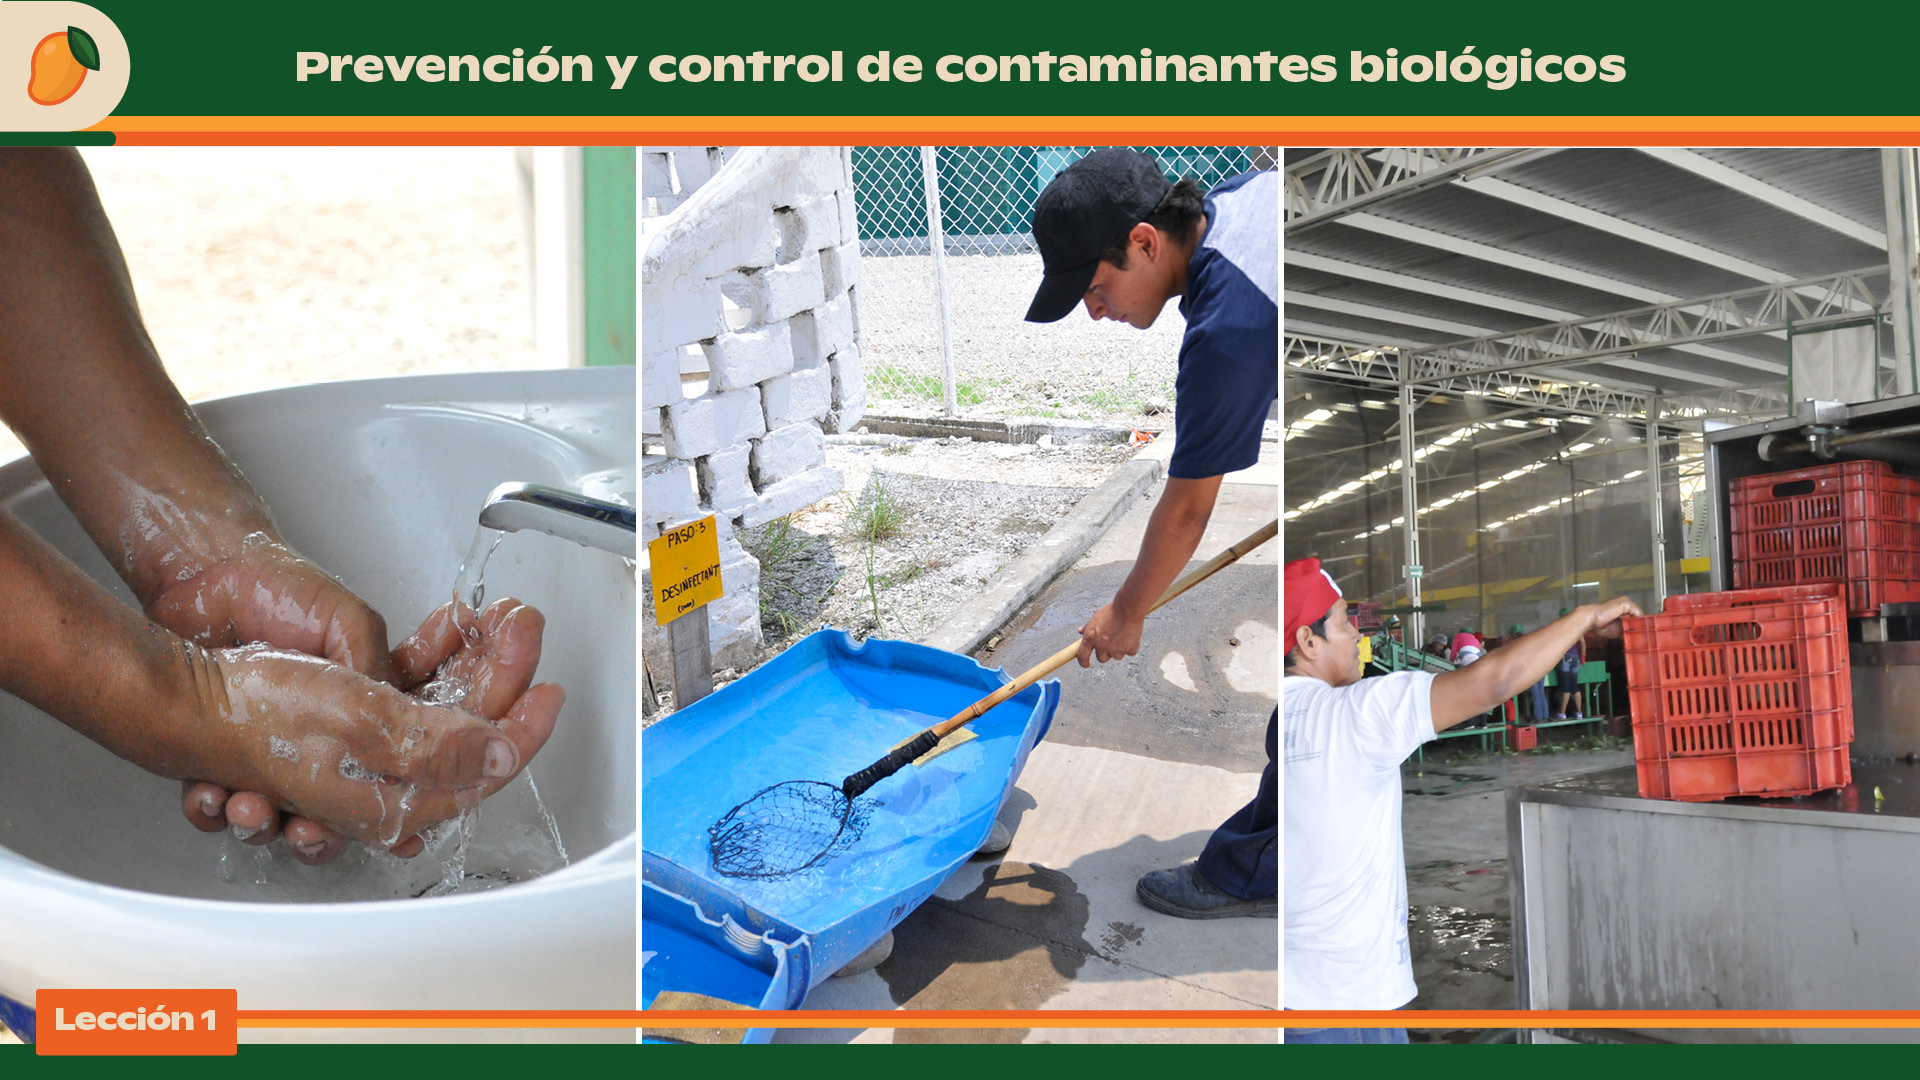 Prevención y control de contaminantes biológicos
PASO:3
DESINFECTANT
Lección 1